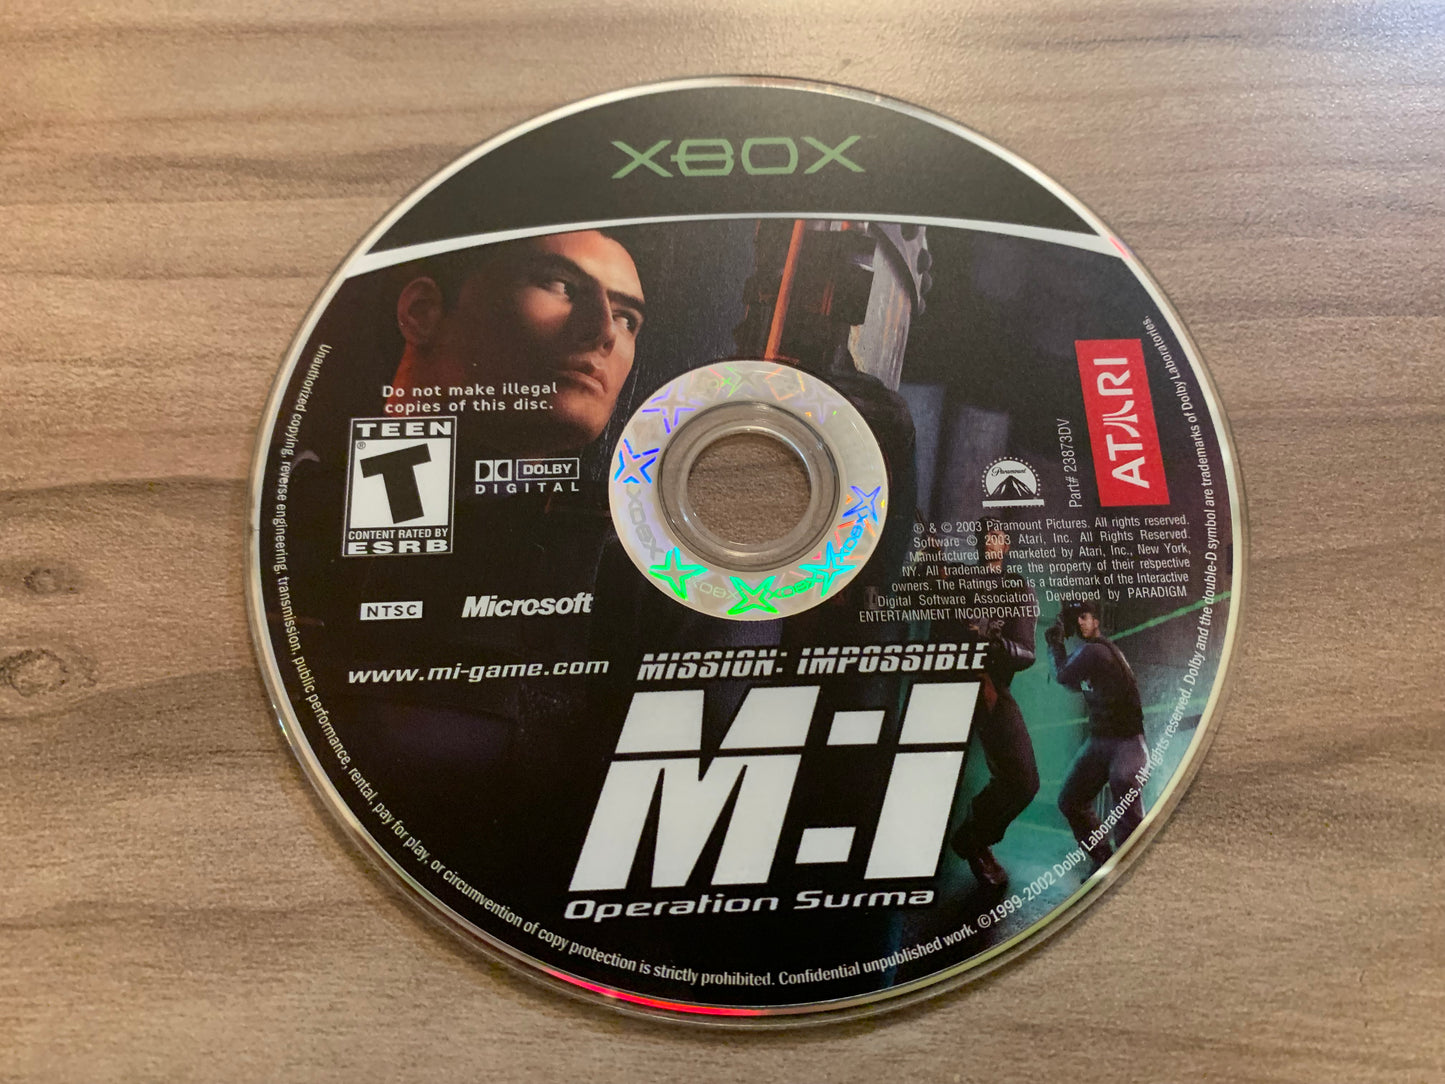 XBOX™
Do not make illegal
copies of this disc.
TEEN
T
®
CONTENT RATED BY
ESRB
DOLBY
DIGITAL
NTSC
Microsoft
www.mi-game.com
Paramount
Part# 23873DV
ATARI
® & © 2003 Paramount Pictures. All rights reserved.
Software © 2003 Atari, Inc. All Rights Reserved.
Manufactured and marketed by Atari, Inc., New York,
NY. All trademarks are the property of their respective
owners. The Ratings icon is a trademark of the Interactive
Digital Software Association. Developed by PARADIGM
ENTERTAINMENT INCORPORATED.
MISSION: IMPOSSIBLE
M:I
Operation Surma
Unauthorized copying, reverse engineering, transmission, public performance, rental, pay for play, or circumvention of copy protection is strictly prohibited. Confidential unpublished work. ©1999-2002 Dolby Laboratories. All rights reserved. Dolby and the double-D symbol are trademarks of Dolby Laboratories.
XBOX
XBOX
XBOX
XBOX
XBOX